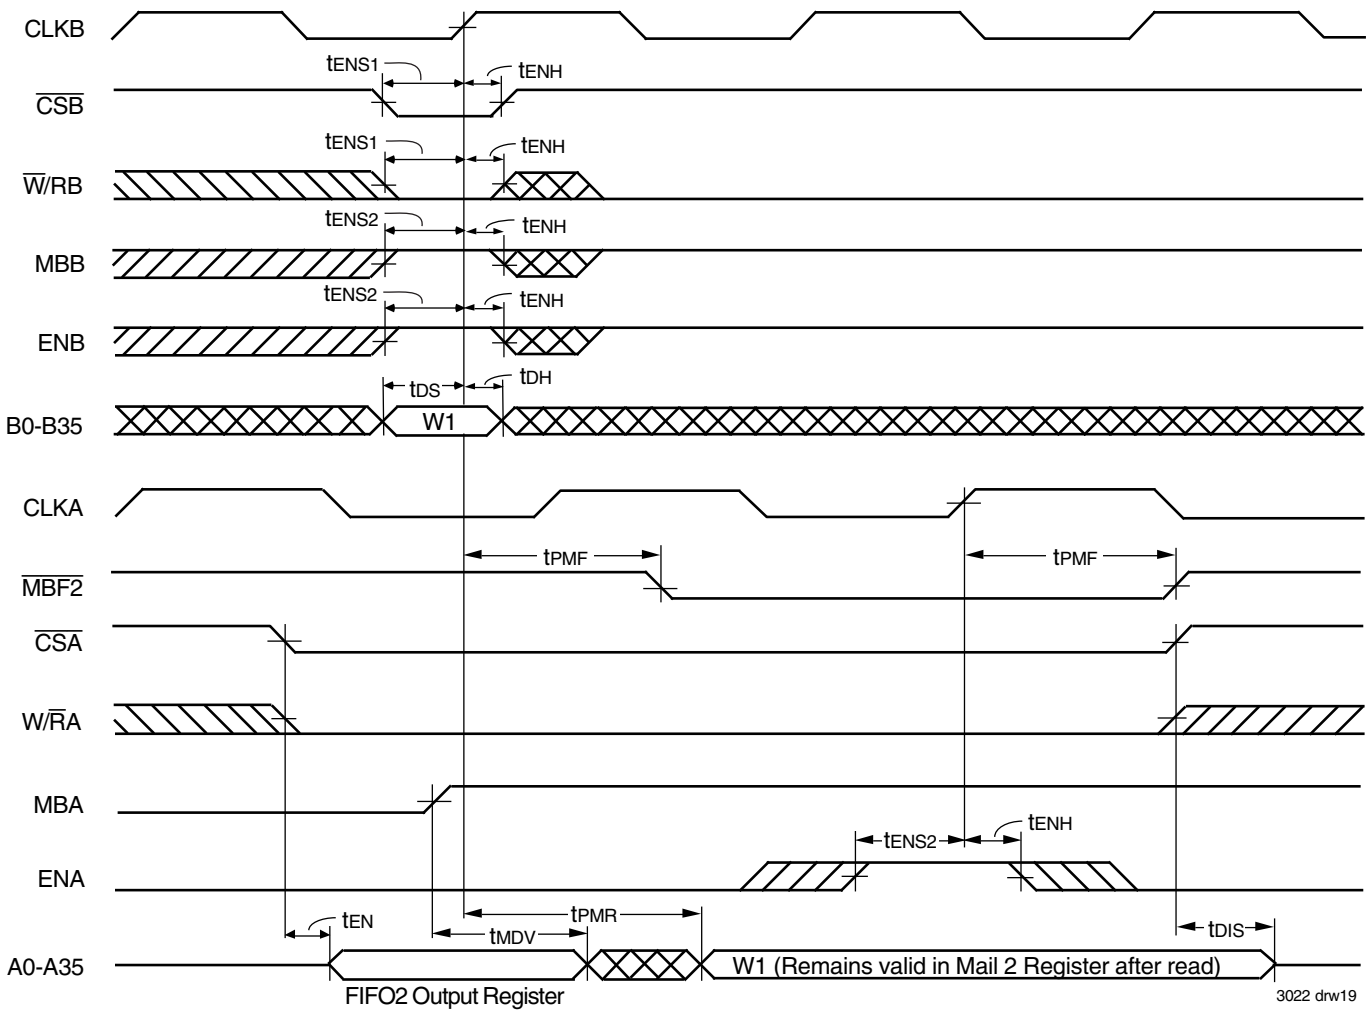 CLKB
tENS1
tENH
CSB
tENS1
tENH
W/RB
tENS2
tENH
MBB
tENS2
tENH
ENB
tDS
tDH
B0-B35
W1
CLKA
tPMF
tPMF
MBF2
CSA
W/RA
MBA
tENS2
tENH
ENA
tEN
tPMR
tMDV
tDIS
A0-A35
W1 (Remains valid in Mail 2 Register after read)
FIFO2 Output Register
3022 drw19